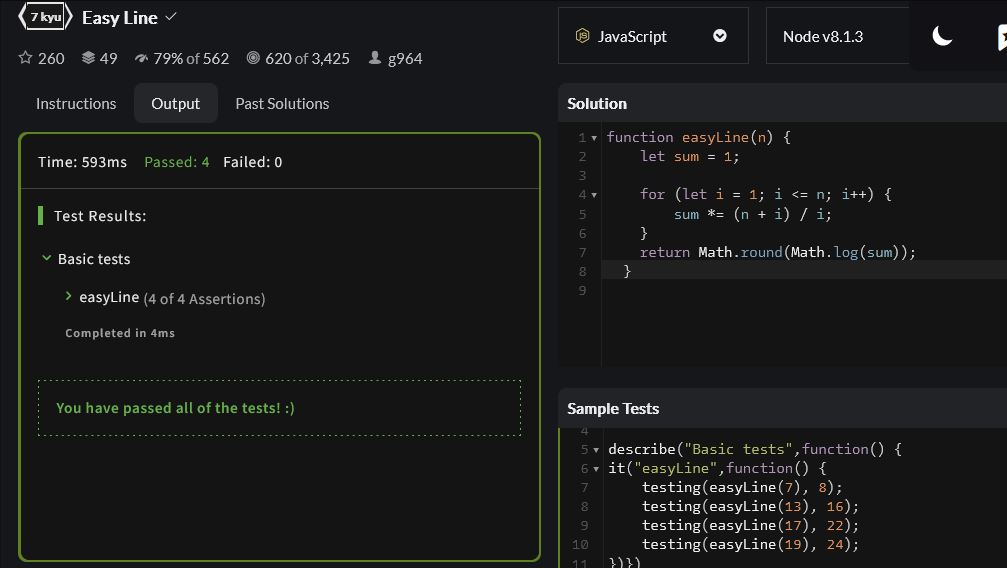 7 kyu Easy Line
260 49 79% of 562 620 of 3,425 g964
Instructions Output Past Solutions
Time: 593ms Passed: 4 Failed: 0
Test Results:
Basic tests
easyLine (4 of 4 Assertions)
Completed in 4ms
You have passed all of the tests! :)
JS JavaScript Node v8.1.3
Solution
1 function easyLine(n) {
2 let sum = 1;
3
4 for (let i = 1; i <= n; i++) {
5 sum *= (n + i) / i;
6 }
7 return Math.round(Math.log(sum));
8 }
9
Sample Tests
4
5 describe("Basic tests",function() {
6 it("easyLine",function() {
7 testing(easyLine(7), 8);
8 testing(easyLine(13), 16);
9 testing(easyLine(17), 22);
10 testing(easyLine(19), 24);
11 })})